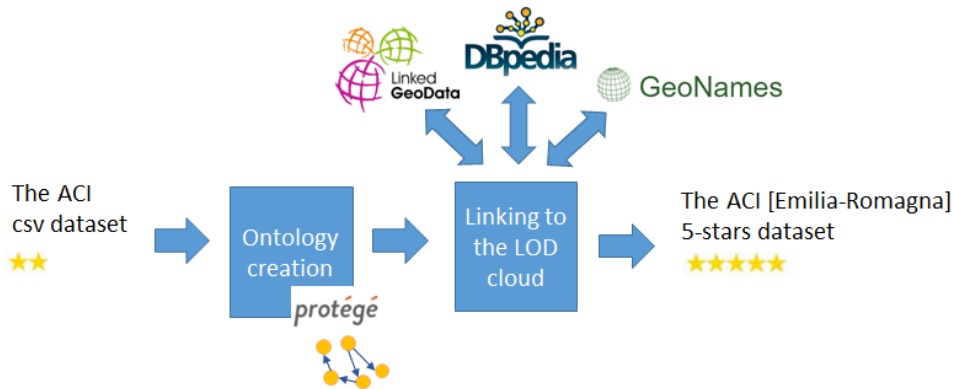 Linked
GeoData
DBpedia
GeoNames
The ACI
csv dataset
Ontology
creation
protégé
Linking to
the LOD
cloud
The ACI [Emilia-Romagna]
5-stars dataset